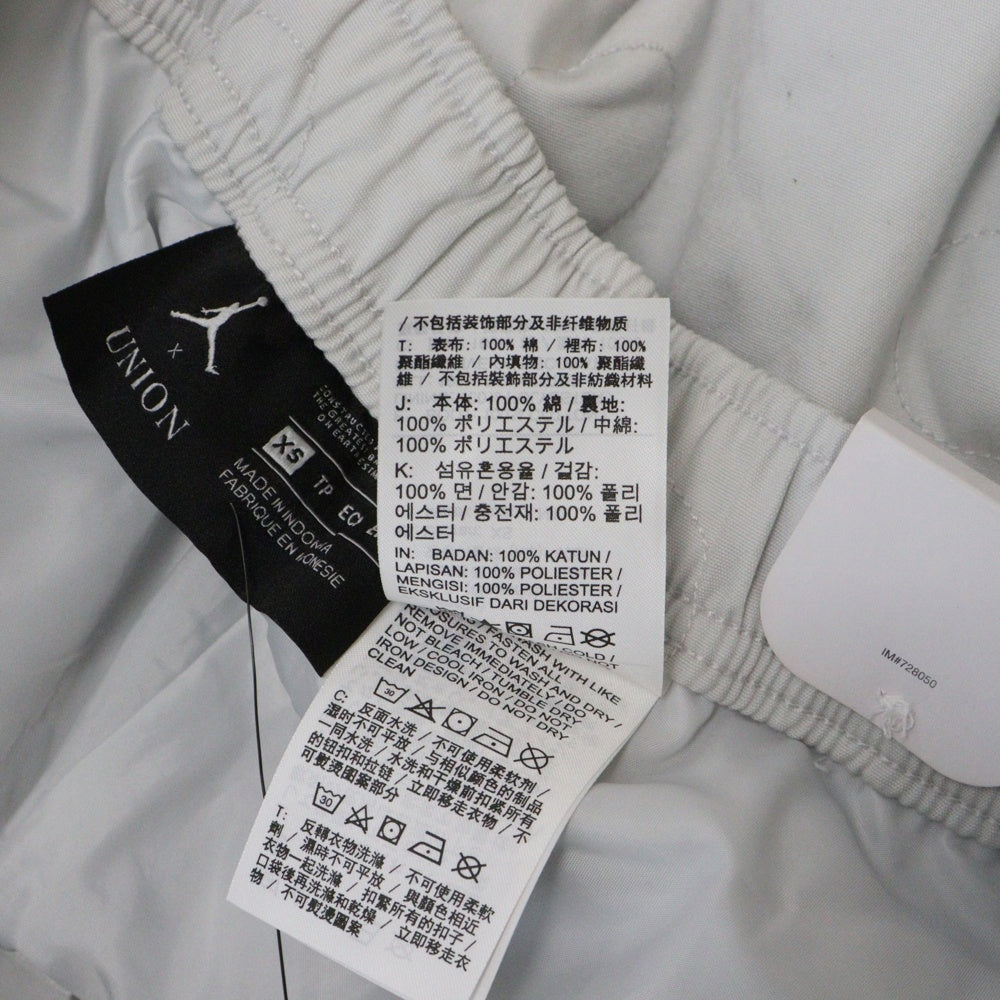 ×
UNION
XS
TP
MADE IN INDO
FABRIQUE EN
/ 不包括装饰部分及非纤维物质
T: 表布: 100% 棉 / 裡布: 100%
聚酯纖維 / 內填物: 100% 聚酯纖
維 / 不包括裝飾部分及非紡織材料
J: 本体: 100% 綿 / 裏地:
100% ポリエステル / 中綿:
100% ポリエステル
K: 섬유혼용율 / 겉감:
100% 면 / 안감: 100% 폴리
에스터 / 충전재: 100% 폴리
에스터
IN: BADAN: 100% KATUN /
LAPISAN: 100% POLIESTER /
MENGISI: 100% POLIESTER /
EKSKLUSIF DARI DEKORASI
WASH WITH LIKE
REMOVE IMMEDIATELY / DO
NOT BLEACH / TUMBLE DRY
LOW / COOL IRON / DO NOT
IRON DESIGN / DO NOT DRY
CLEAN
30
C: 反面水洗 / 不可使用柔软剂 /
湿时不可平放 / 与相似颜色的制品
一同水洗 / 水洗和干燥前扣紧所有
的钮扣和拉链 / 立即移走衣物 / 不
可熨烫图案部分
30
T: 反轉衣物洗滌 / 不可使用柔軟
劑 / 濕時不可平放 / 與顏色相近
衣物一起洗滌 / 扣緊所有的扣子/
口袋後再洗滌和乾燥 / 立即移走衣
物 / 不可熨燙圖案
IM#728050